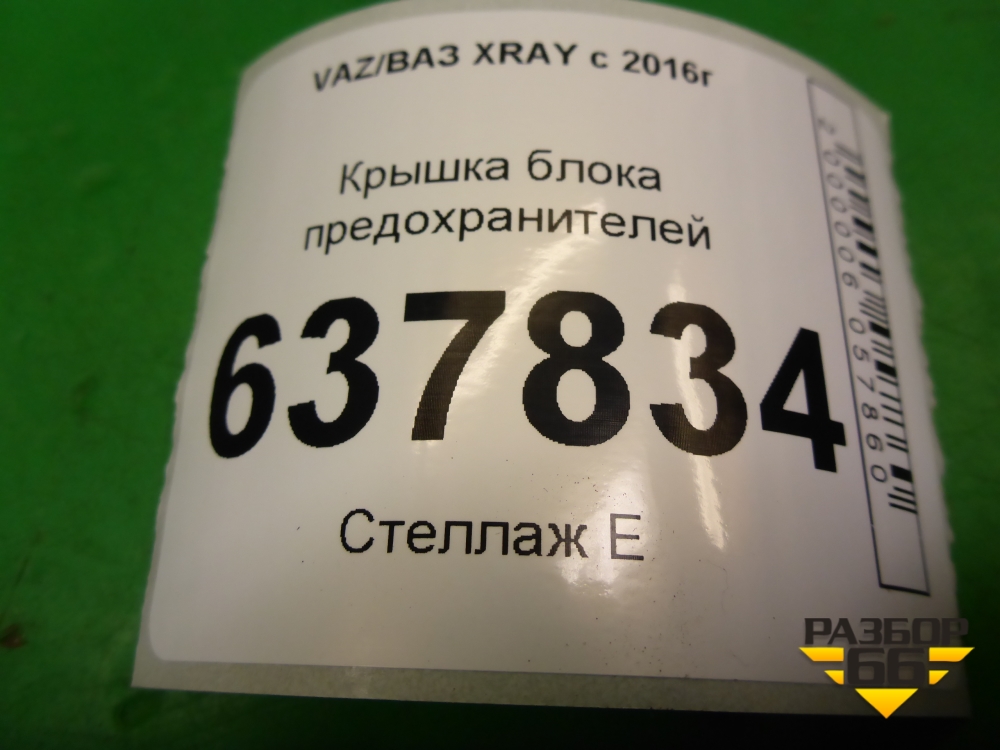 VAZ/ВАЗ XRAY с 2016г
Крышка блока
предохранителей
637834
Стеллаж Е
2000006057860
РАЗБОР
66